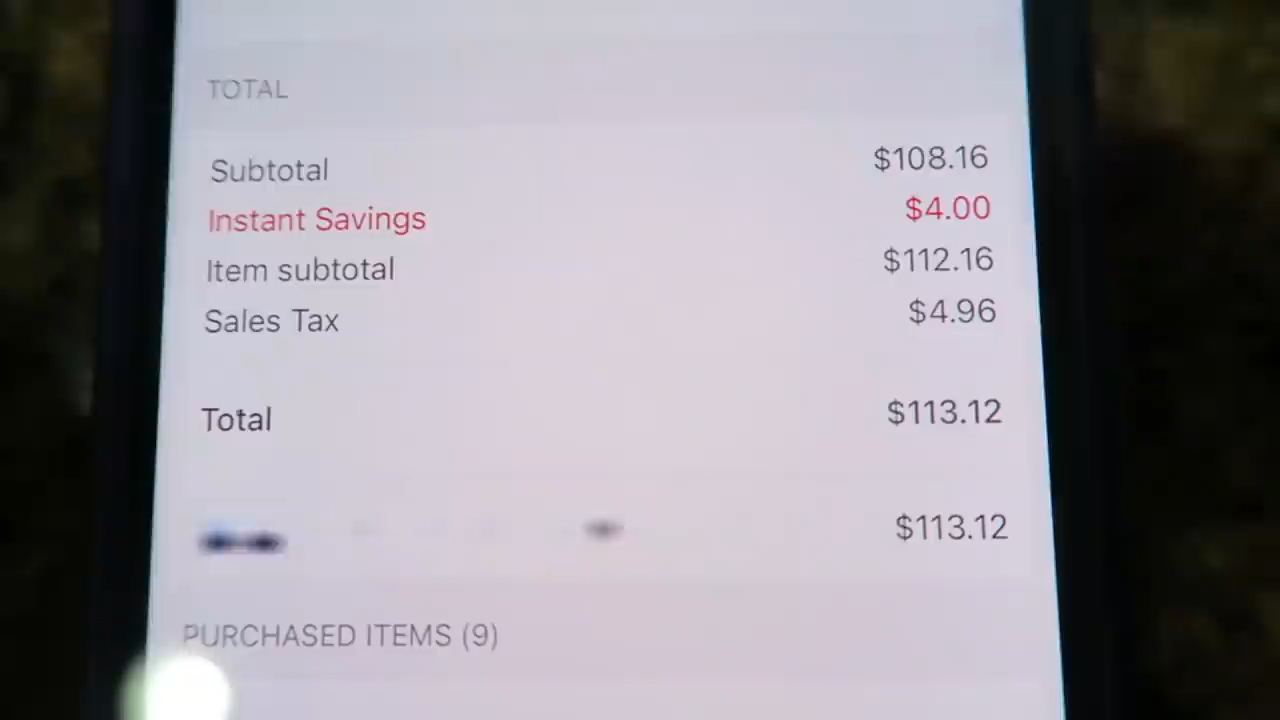 TOTAL
Subtotal $108.16
Instant Savings $4.00
Item subtotal $112.16
Sales Tax $4.96
Total $113.12
$113.12
PURCHASED ITEMS (9)